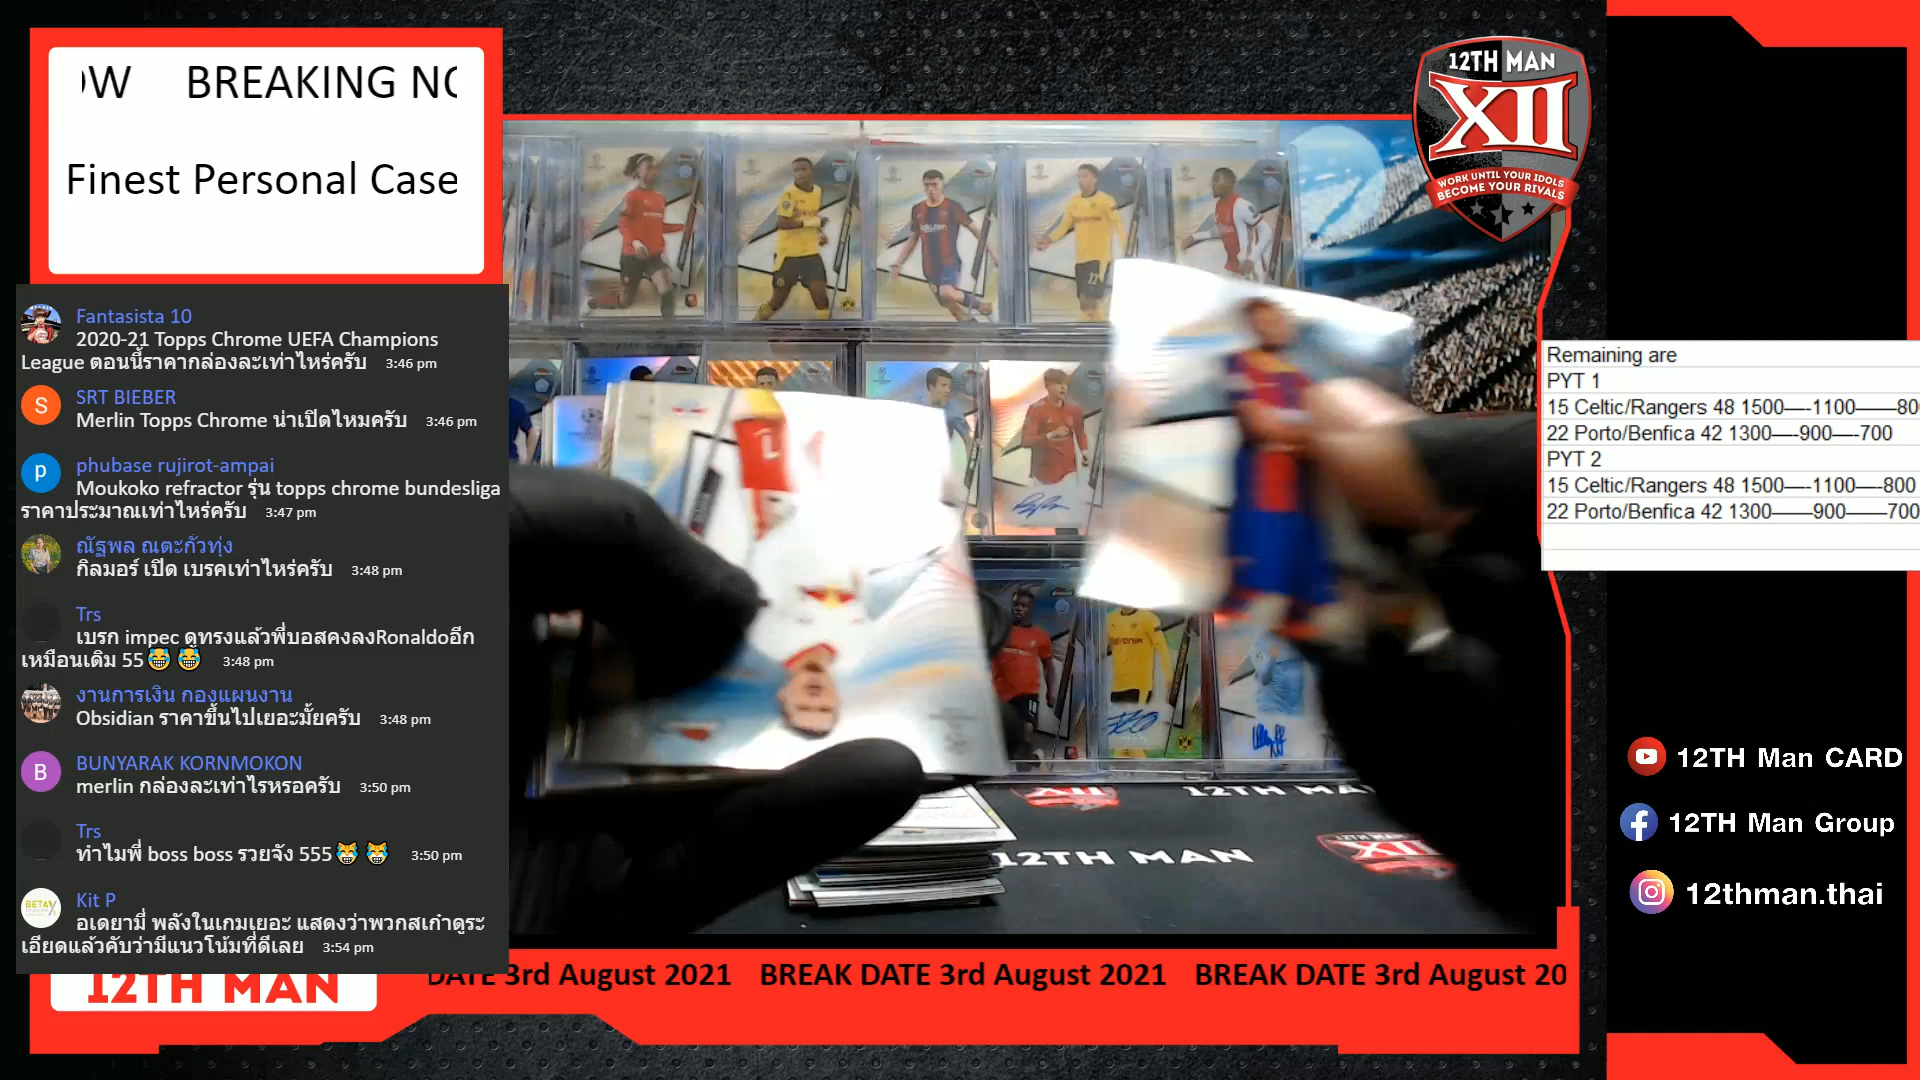 OW BREAKING NO
Finest Personal Case
Fantasista 10
2020-21 Topps Chrome UEFA Champions
League ตอนนี้ราคากล่องละเท่าไหร่ครับ 3:46 pm
S
SRT BIEBER
Merlin Topps Chrome น่าเปิดไหมครับ 3:46 pm
p
phubase rujirot-ampai
Moukoko refractor รุ่น topps chrome bundesliga
ราคาประมาณเท่าไหร่ครับ 3:47 pm
ณัฐพล ณตะกั่วทุ่ง
กิลมอร์ เปิด เบรคเท่าไหร่ครับ 3:48 pm
Trs
เบรก impec ดูทรงแล้วพี่บอสคงลงRonaldoอีก
เหมือนเดิม 55😹 😹 3:48 pm
งานการเงิน กองแผนงาน
Obsidian ราคาขึ้นไปเยอะมั้ยครับ 3:48 pm
B
BUNYARAK KORNMOKON
merlin กล่องละเท่าไรหรอครับ 3:50 pm
Trs
ทำไมพี่ boss boss รวยจัง 555😹 😹 3:50 pm
BETA
Kit P
อเดยามี่ พลังในเกมเยอะ แสดงว่าพวกสเก๋าดูระ
เอียดแล้วคับว่ามีแนวโน้มที่ดีเลย 3:54 pm
12TH MAN
DATE 3rd August 2021 BREAK DATE 3rd August 2021 BREAK DATE 3rd August 20
12TH MAN
XII
WORK UNTIL YOUR IDOLS
BECOME YOUR RIVALS
Remaining are
PYT 1
15 Celtic/Rangers 48 1500—-1100——80
22 Porto/Benfica 42 1300—-900—-700
PYT 2
15 Celtic/Rangers 48 1500—-1100—-800
22 Porto/Benfica 42 1300——900——700
12TH Man CARD
12TH Man Group
12thman.thai
XII
12TH MA
12TH MAN
XII